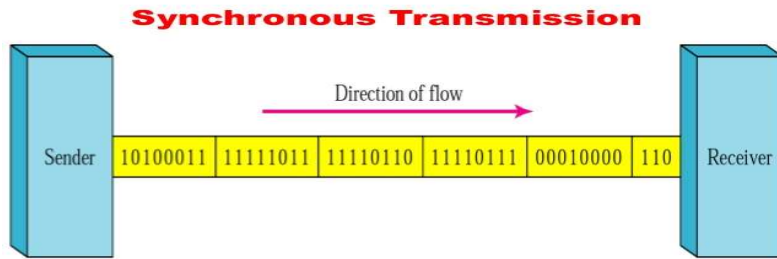 Synchronous Transmission
Direction of flow
Sender 10100011 11111011 11110110 11110111 00010000 110 Receiver